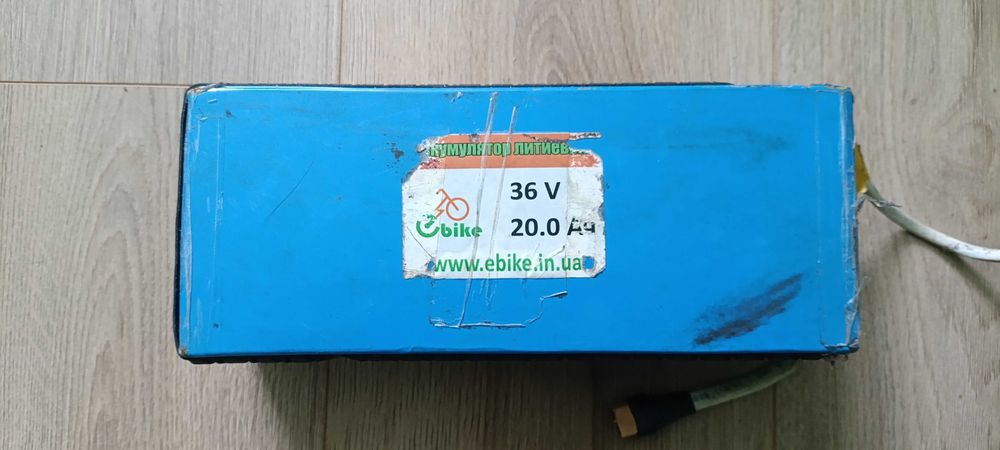 кумулятор литиев
36 V
20.0 Ач
ebike
www.ebike.in.ua